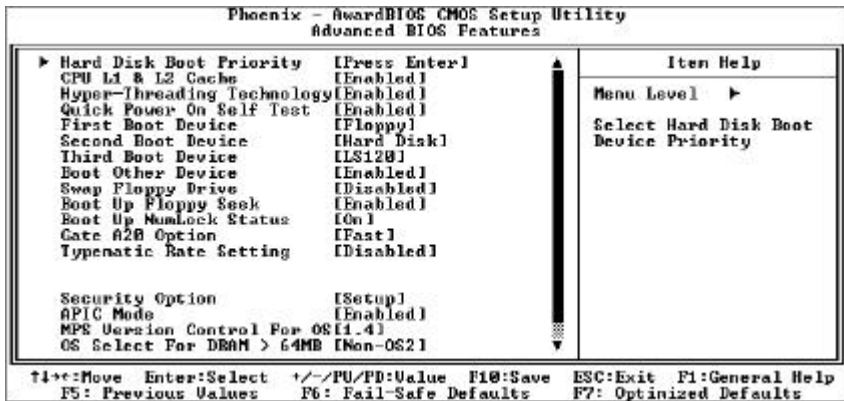 Phoenix - AwardBIOS CMOS Setup Utility
Advanced BIOS Features
► Hard Disk Boot Priority [Press Enter]
CPU L1 & L2 Cache [Enabled]
Hyper-Threading Technology[Enabled]
Quick Power On Self Test [Enabled]
First Boot Device [Floppy]
Second Boot Device [Hard Disk]
Third Boot Device [LS120]
Boot Other Device [Enabled]
Swap Floppy Drive [Disabled]
Boot Up Floppy Seek [Enabled]
Boot Up NumLock Status [On]
Gate A20 Option [Fast]
Typematic Rate Setting [Disabled]
Security Option [Setup]
APIC Mode [Enabled]
MPS Version Control For OS[1.4]
OS Select For DRAM > 64MB [Non-OS2]
Item Help
Menu Level ►
Select Hard Disk Boot
Device Priority
↑↓→←:Move Enter:Select +/-/PU/PD:Value F10:Save ESC:Exit F1:General Help
F5: Previous Values F6: Fail-Safe Defaults F7: Optimized Defaults